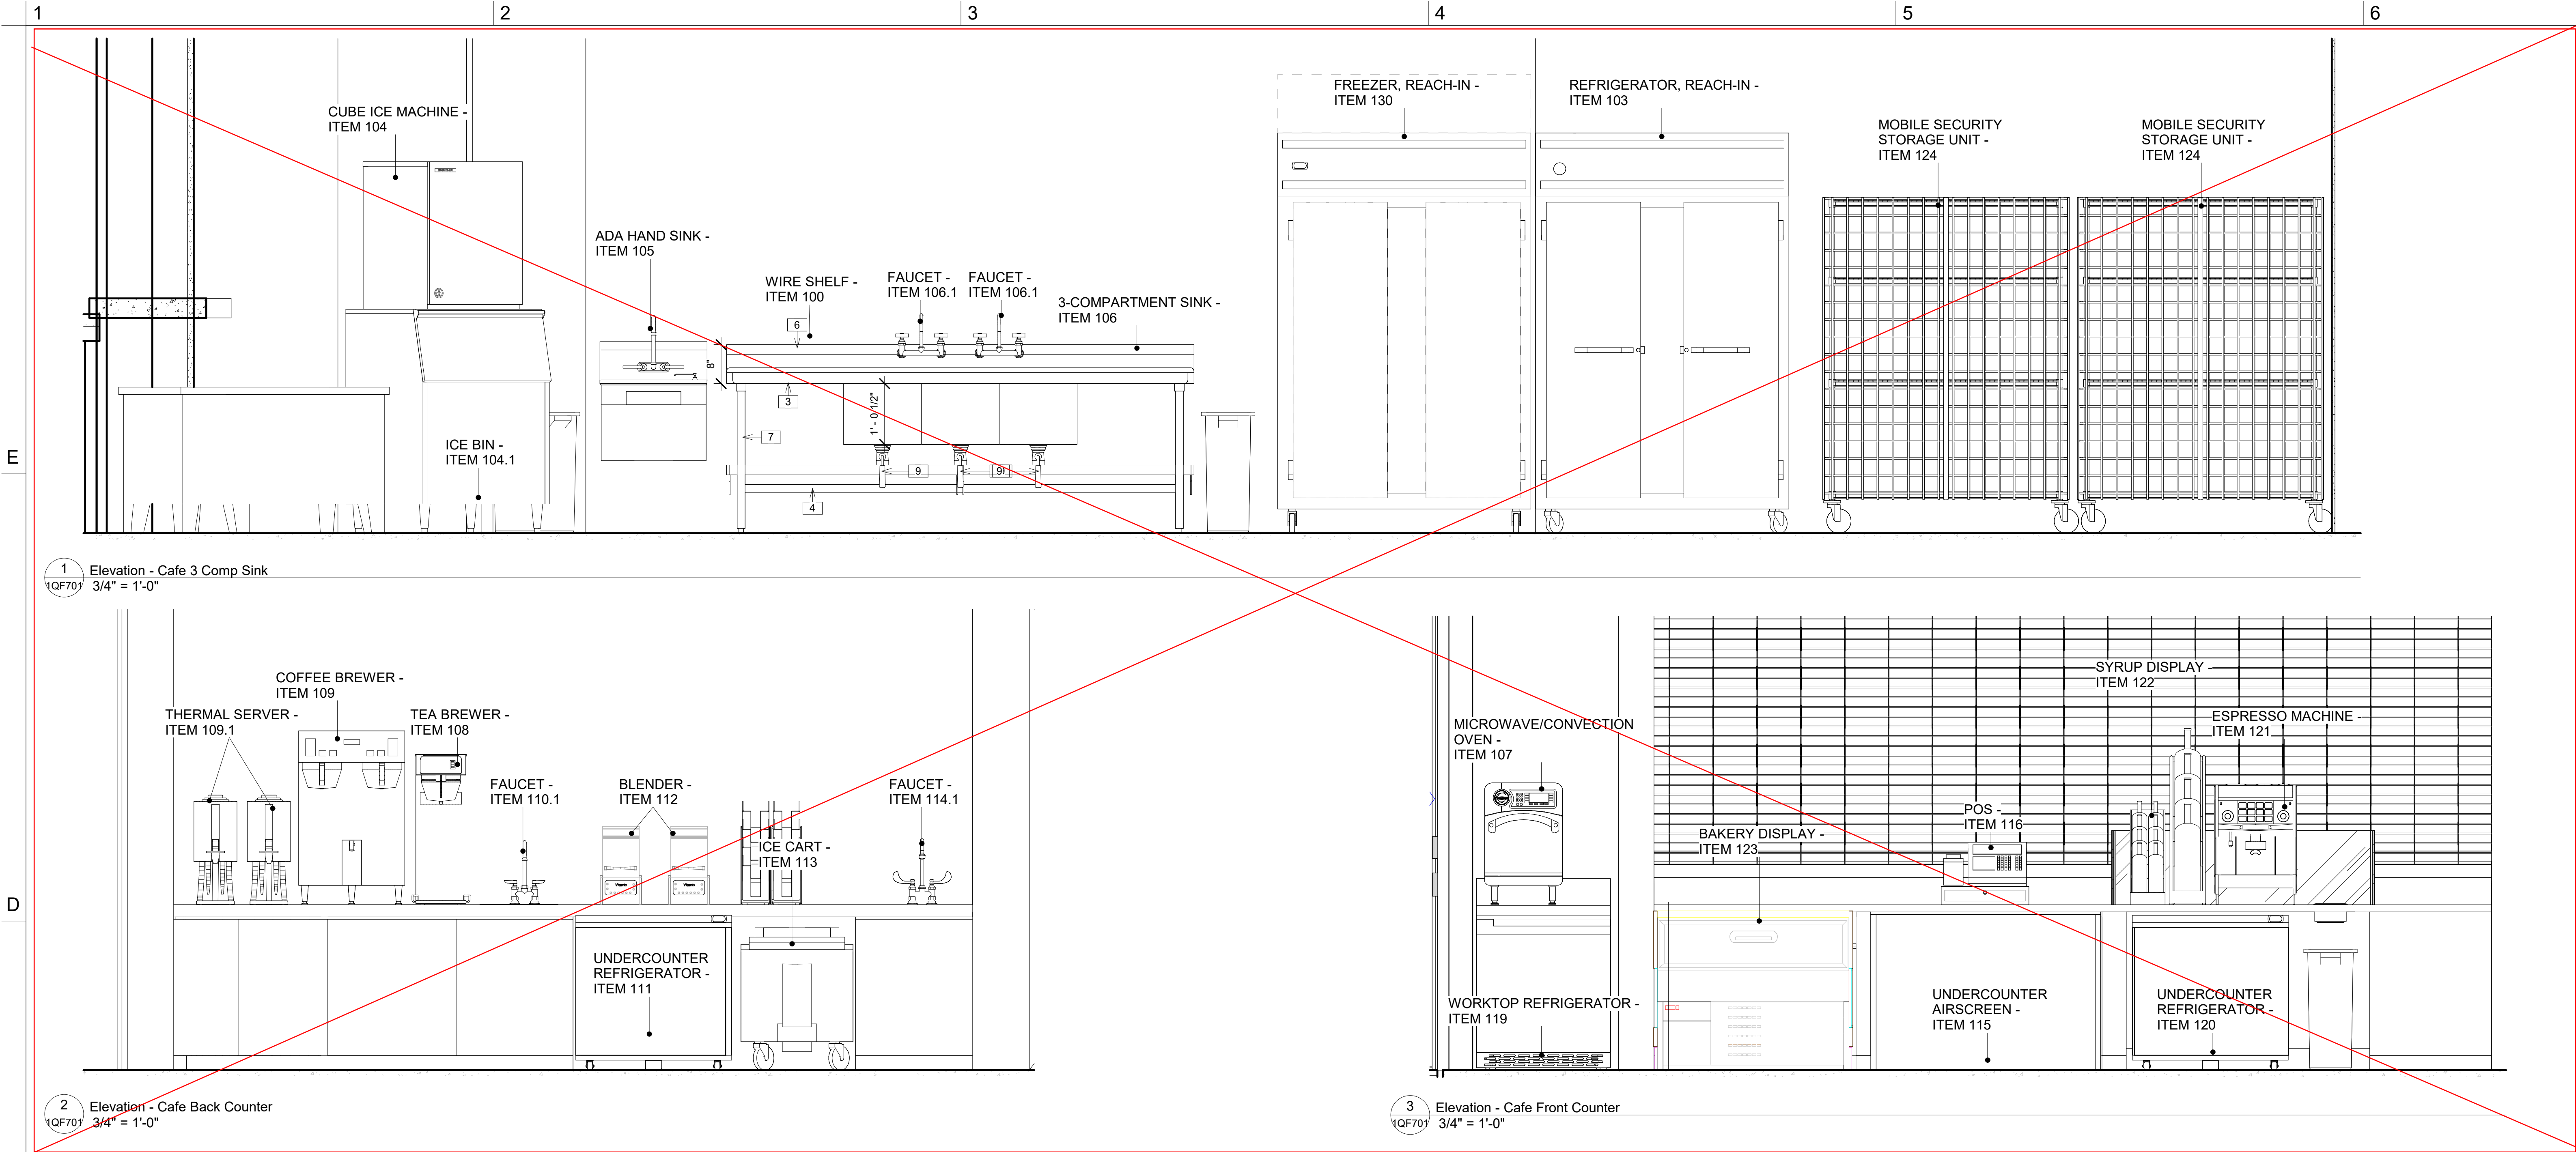 1
2
3
4
5
6
E
D
CUBE ICE MACHINE -
ITEM 104
ADA HAND SINK -
ITEM 105
WIRE SHELF -
ITEM 100
FAUCET -
ITEM 106.1
FAUCET -
ITEM 106.1
3-COMPARTMENT SINK -
ITEM 106
FREEZER, REACH-IN -
ITEM 130
REFRIGERATOR, REACH-IN -
ITEM 103
MOBILE SECURITY
STORAGE UNIT -
ITEM 124
MOBILE SECURITY
STORAGE UNIT -
ITEM 124
ICE BIN -
ITEM 104.1
6
8"
3
1' - 0 1/2"
7
9
9
4
1
1QF701
Elevation - Cafe 3 Comp Sink
3/4" = 1'-0"
COFFEE BREWER -
ITEM 109
THERMAL SERVER -
ITEM 109.1
TEA BREWER -
ITEM 108
FAUCET -
ITEM 110.1
BLENDER -
ITEM 112
ICE CART -
ITEM 113
FAUCET -
ITEM 114.1
Vitamix
Vitamix
UNDERCOUNTER
REFRIGERATOR -
ITEM 111
2
1QF701
Elevation - Cafe Back Counter
3/4" = 1'-0"
MICROWAVE/CONVECTION
OVEN -
ITEM 107
SYRUP DISPLAY -
ITEM 122
ESPRESSO MACHINE -
ITEM 121
POS -
ITEM 116
BAKERY DISPLAY -
ITEM 123
WORKTOP REFRIGERATOR -
ITEM 119
UNDERCOUNTER
AIRSCREEN -
ITEM 115
UNDERCOUNTER
REFRIGERATOR -
ITEM 120
3
1QF701
Elevation - Cafe Front Counter
3/4" = 1'-0"